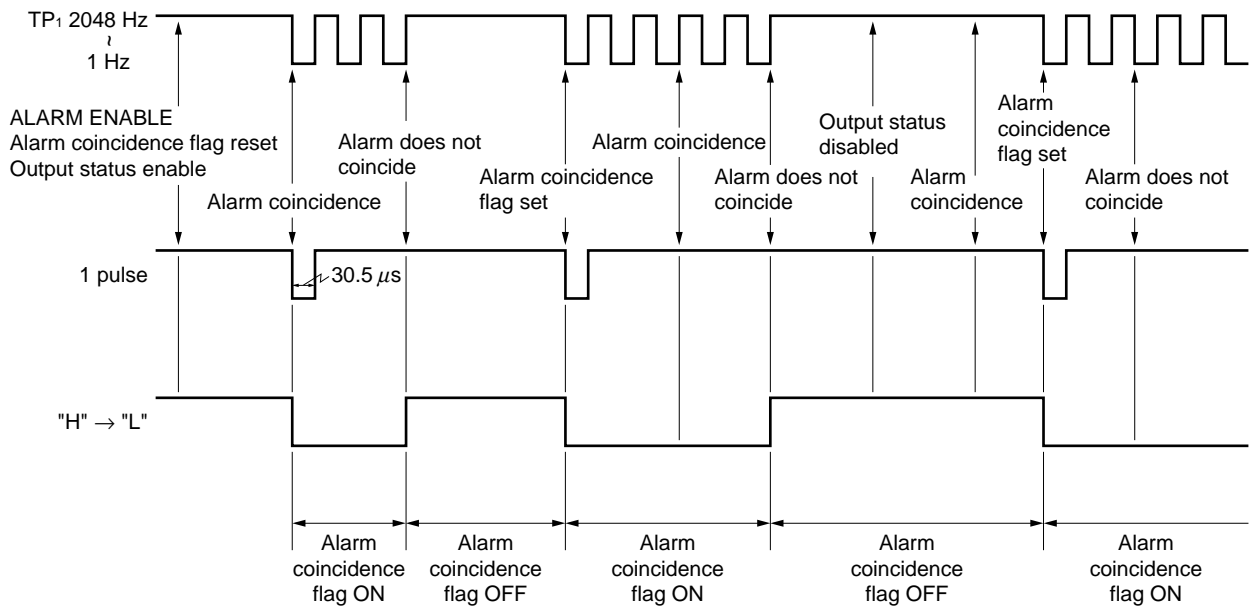 TP₁ 2048 Hz
~
1 Hz
ALARM ENABLE
Alarm coincidence flag reset
Output status enable
Alarm coincidence
Alarm does not
coincide
Alarm coincidence
flag set
Alarm coincidence
Alarm does not
coincide
Output status
disabled
Alarm
coincidence
Alarm
coincidence
flag set
Alarm does not
coincide
1 pulse
30.5 μs
"H" → "L"
Alarm
coincidence
flag ON
Alarm
coincidence
flag OFF
Alarm
coincidence
flag ON
Alarm
coincidence
flag OFF
Alarm
coincidence
flag ON